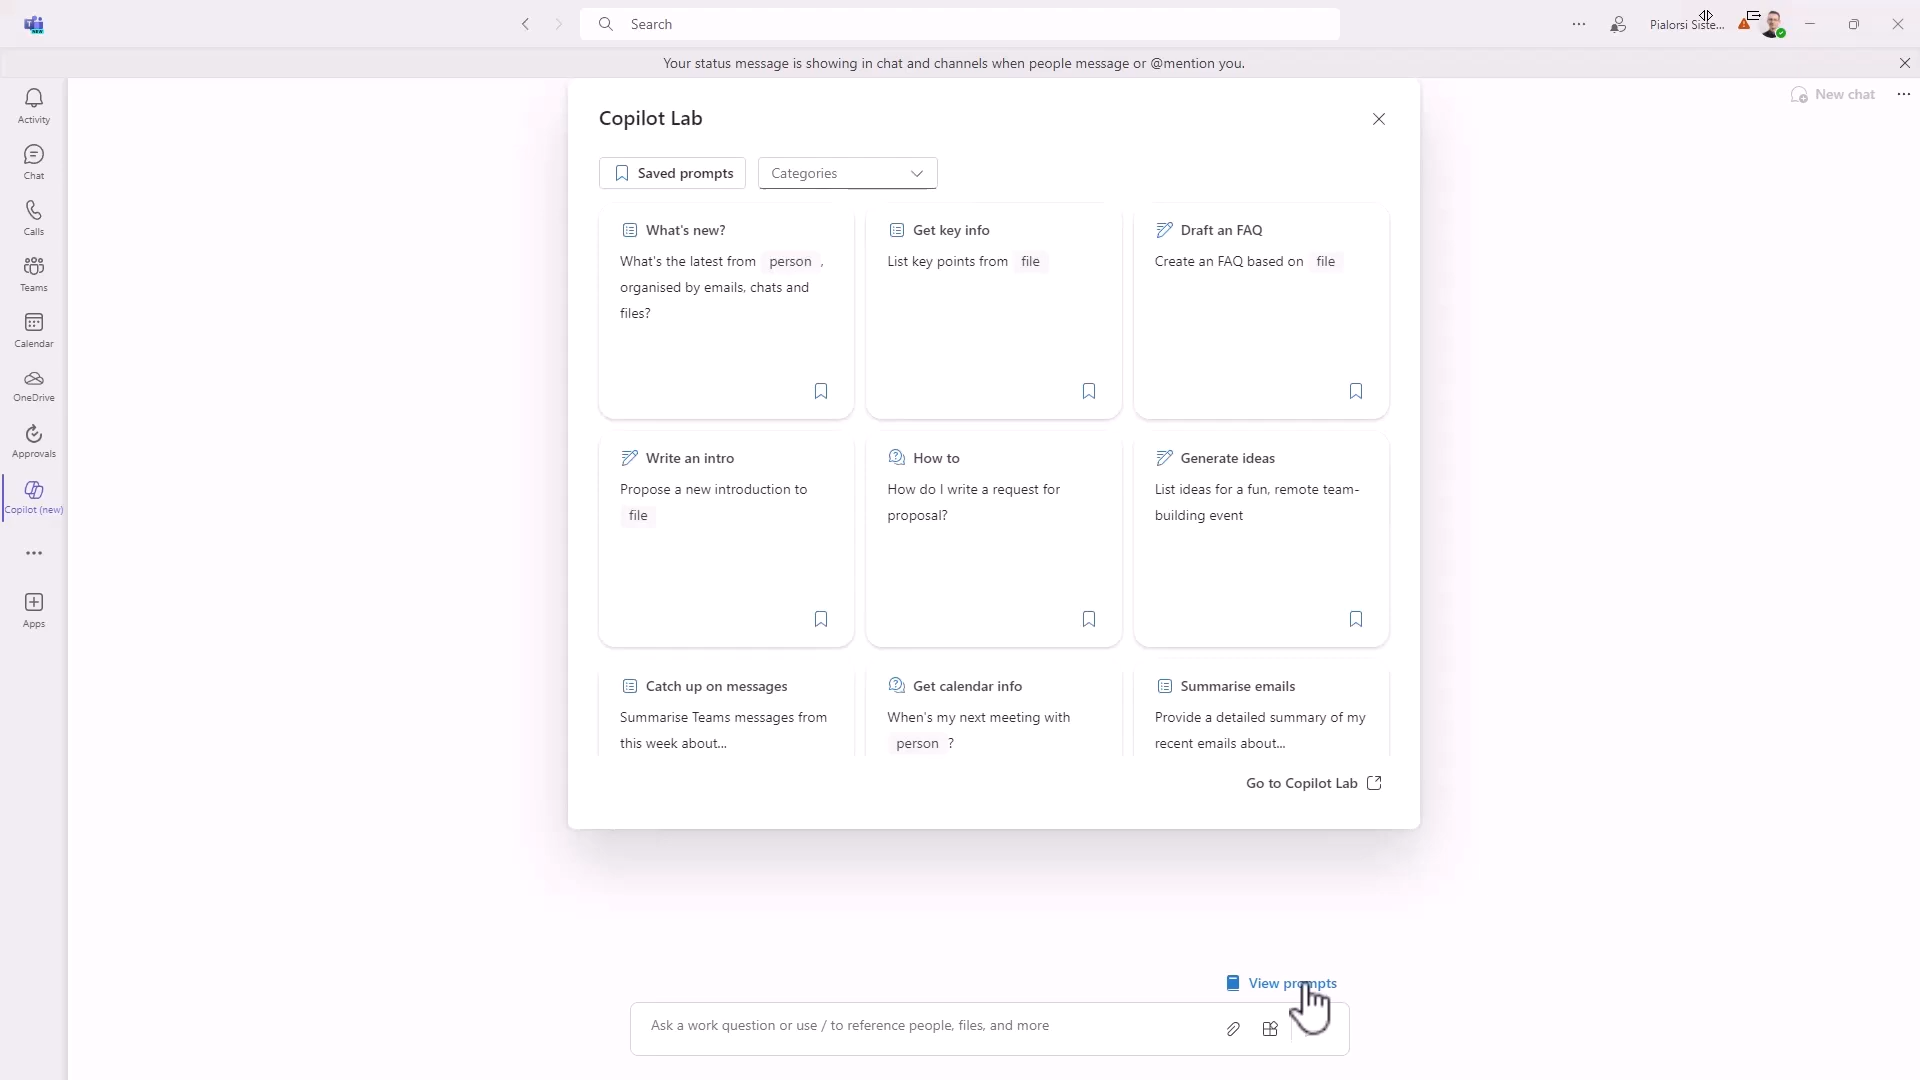 NEW
Search
Pialorsi Siste...
Your status message is showing in chat and channels when people message or @mention you.
New chat
Activity
Chat
Calls
Teams
Calendar
OneDrive
Approvals
Copilot (new)
Apps
Copilot Lab
Saved prompts
Categories
What's new?
What's the latest from person ,
organised by emails, chats and
files?
Get key info
List key points from file
Draft an FAQ
Create an FAQ based on file
Write an intro
Propose a new introduction to
file
How to
How do I write a request for
proposal?
Generate ideas
List ideas for a fun, remote team-
building event
Catch up on messages
Summarise Teams messages from
this week about...
Get calendar info
When's my next meeting with
person ?
Summarise emails
Provide a detailed summary of my
recent emails about...
Go to Copilot Lab
View prompts
Ask a work question or use / to reference people, files, and more